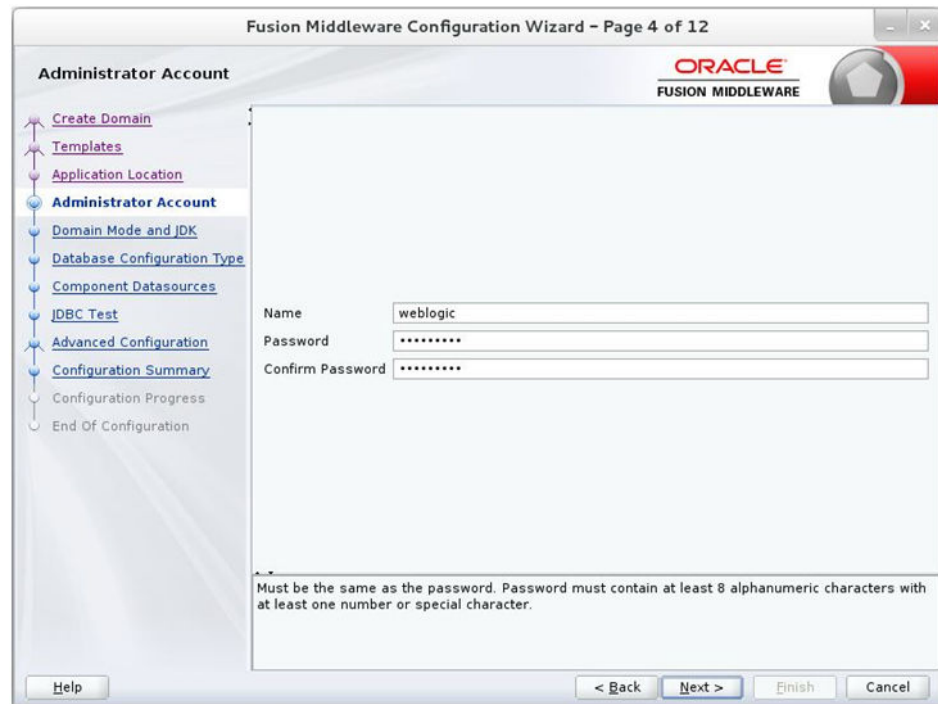 Fusion Middleware Configuration Wizard – Page 4 of 12
Administrator Account
ORACLE
FUSION MIDDLEWARE
Create Domain
Templates
Application Location
Administrator Account
Domain Mode and JDK
Database Configuration Type
Component Datasources
JDBC Test
Advanced Configuration
Configuration Summary
Configuration Progress
End Of Configuration
Name weblogic
Password •••••••••
Confirm Password •••••••••
Must be the same as the password. Password must contain at least 8 alphanumeric characters with
at least one number or special character.
Help < Back Next > Finish Cancel